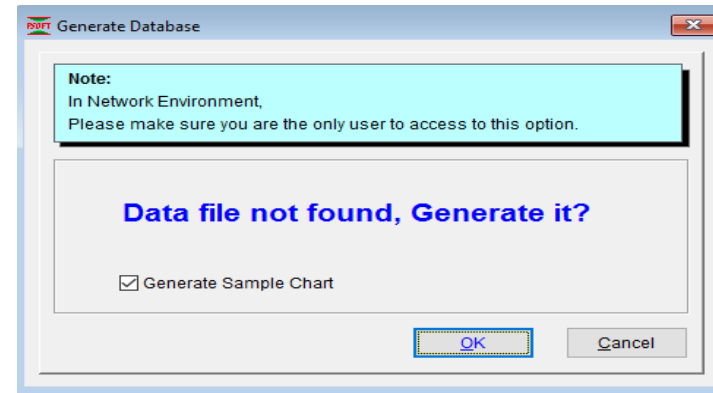 Generate Database
Note:
In Network Environment,
Please make sure you are the only user to access to this option.
Data file not found, Generate it?
Generate Sample Chart
OK
Cancel